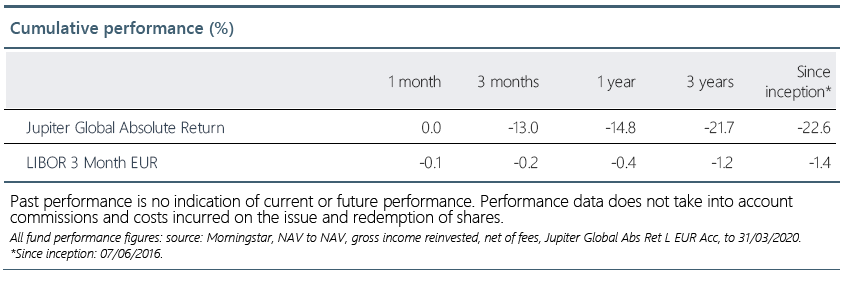 Cumulative performance (%)
1 month 3 months 1 year 3 years Since inception*
Jupiter Global Absolute Return 0.0 -13.0 -14.8 -21.7 -22.6
LIBOR 3 Month EUR -0.1 -0.2 -0.4 -1.2 -1.4
Past performance is no indication of current or future performance. Performance data does not take into account
commissions and costs incurred on the issue and redemption of shares.
All fund performance figures: source: Morningstar, NAV to NAV, gross income reinvested, net of fees, Jupiter Global Abs Ret L EUR Acc, to 31/03/2020.
*Since inception: 07/06/2016.